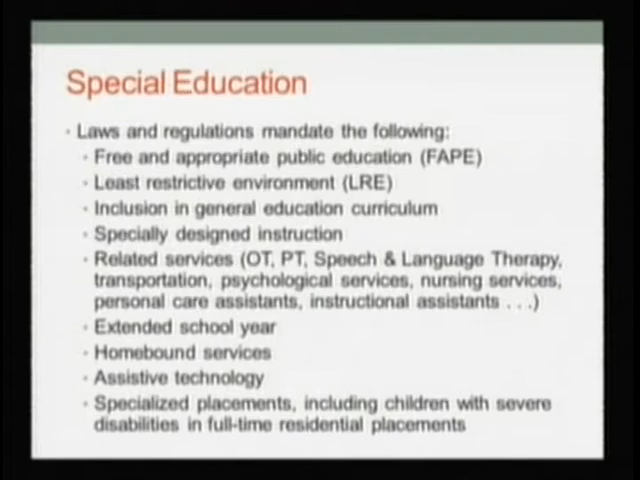 Special Education
• Laws and regulations mandate the following:
• Free and appropriate public education (FAPE)
• Least restrictive environment (LRE)
• Inclusion in general education curriculum
• Specially designed instruction
• Related services (OT, PT, Speech & Language Therapy,
transportation, psychological services, nursing services,
personal care assistants, instructional assistants . . .)
• Extended school year
• Homebound services
• Assistive technology
• Specialized placements, including children with severe
disabilities in full-time residential placements